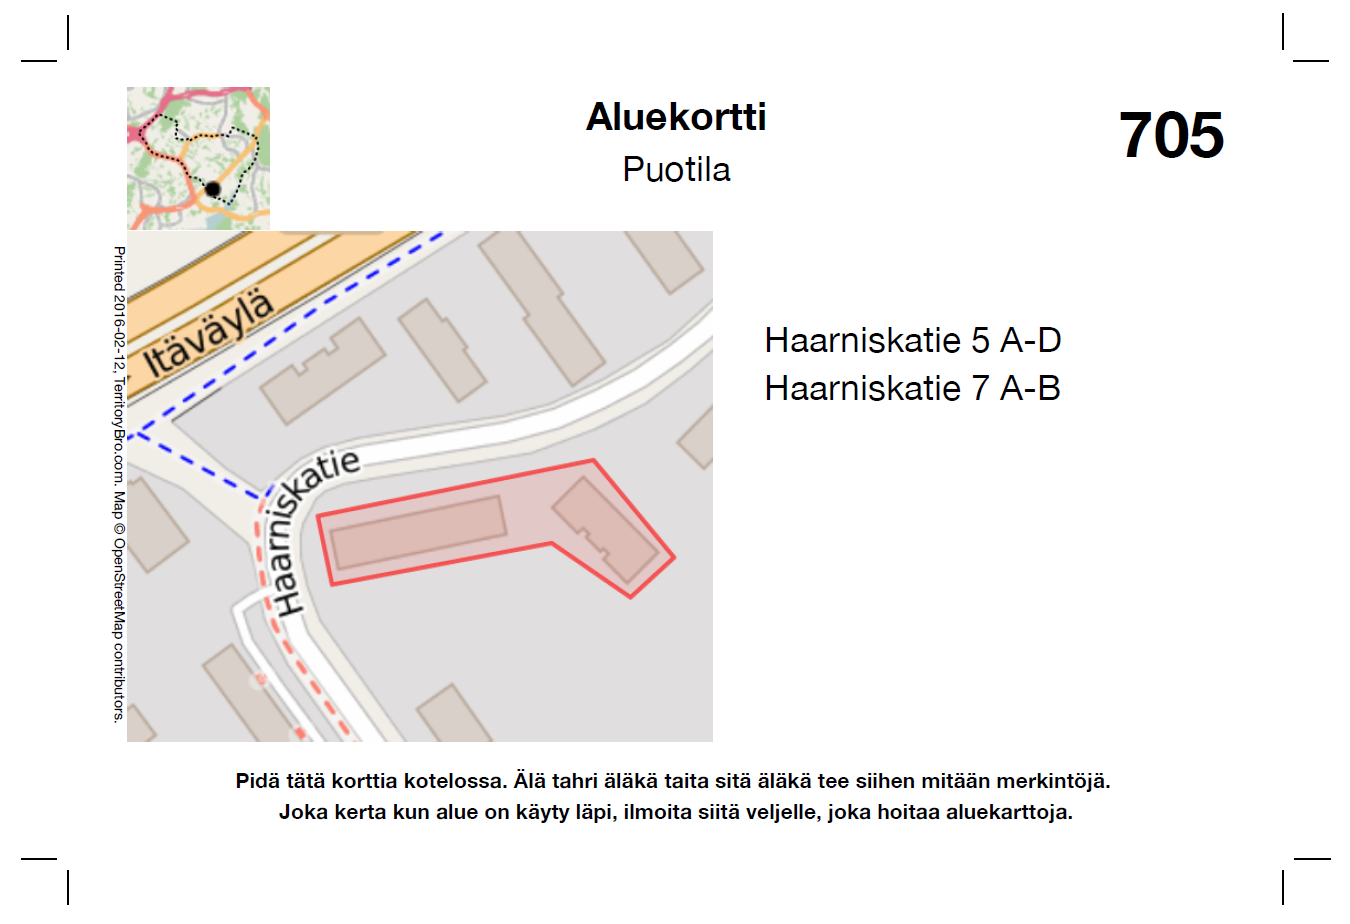 Aluekortti
Puotila
705
Printed 2016-02-12, TerritoryBro.com. Map © OpenStreetMap contributors.
Itäväylä
Haarniskatie
Haarniskatie 5 A-D
Haarniskatie 7 A-B
Pidä tätä korttia kotelossa. Älä tahri äläkä taita sitä äläkä tee siihen mitään merkintöjä.
Joka kerta kun alue on käyty läpi, ilmoita siitä veljelle, joka hoitaa aluekarttoja.